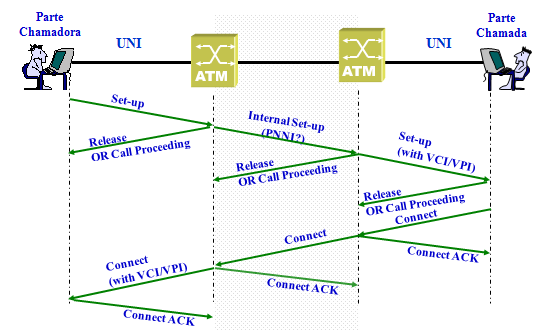 Parte
Chamadora
UNI
UNI
Parte
Chamada
ATM
ATM
Set-up
Internal Set-up
(PNNI?)
Set-up
(with VCI/VPI)
Release
OR Call Proceeding
Release
OR Call Proceeding
Release
OR Call Proceeding
Connect
Connect
Connect
(with VCI/VPI)
Connect ACK
Connect ACK
Connect ACK